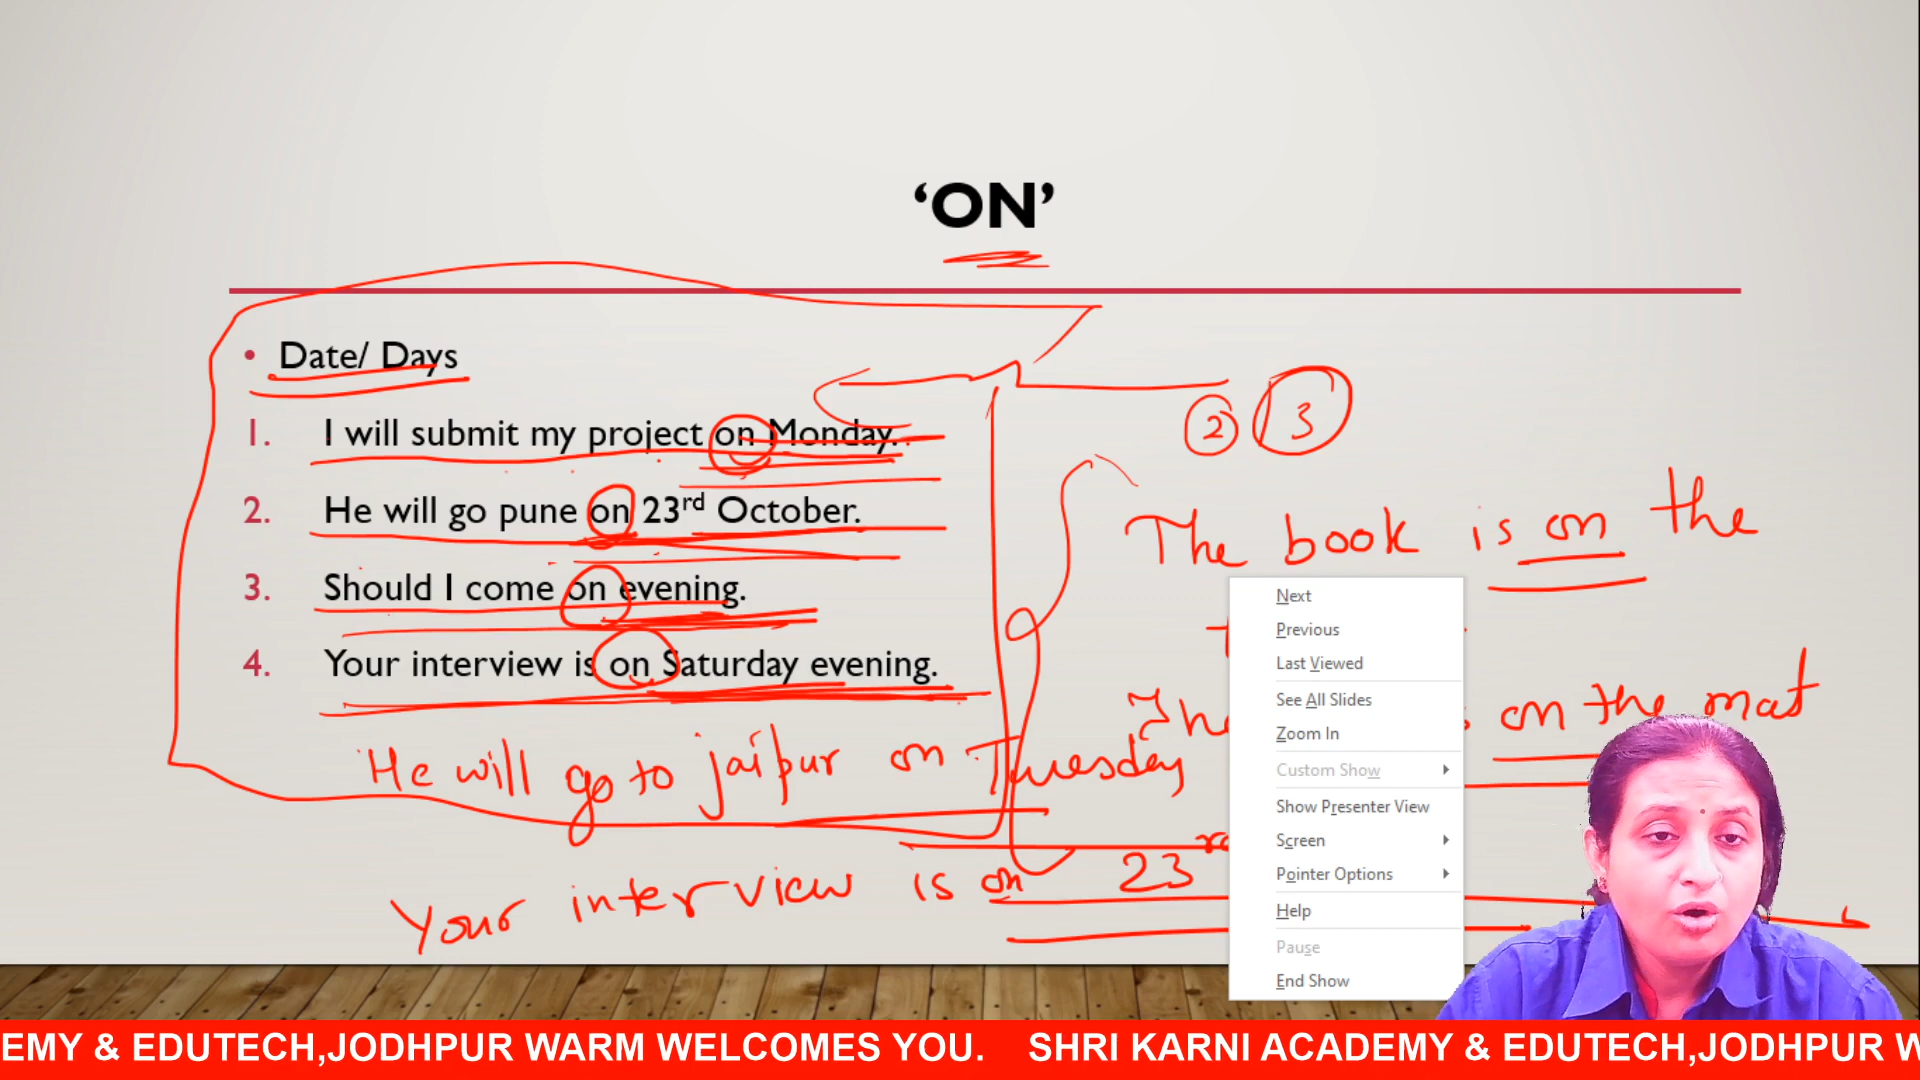 ‘ON’
• Date/ Days
1. I will submit my project on Monday.
2. He will go pune on 23rd October.
3. Should I come on evening.
4. Your interview is on Saturday evening.
He will go to jaipur on Tuesday
Your interview is on 23
2 3
The book is on the
The
on the mat
Next
Previous
Last Viewed
See All Slides
Zoom In
Custom Show
Show Presenter View
Screen
Pointer Options
Help
Pause
End Show
EMY & EDUTECH,JODHPUR WARM WELCOMES YOU. SHRI KARNI ACADEMY & EDUTECH,JODHPUR W